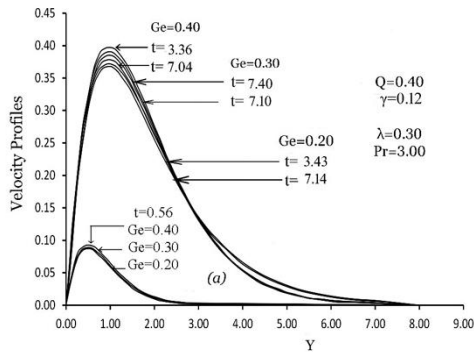 Velocity Profiles
0.45
0.40
0.35
0.30
0.25
0.20
0.15
0.10
0.05
0.00
Ge=0.40
t= 3.36
t= 7.04
Ge=0.30
t= 7.40
t= 7.10
Q=0.40
γ=0.12
λ=0.30
Pr=3.00
Ge=0.20
t= 3.43
t= 7.14
t=0.56
Ge=0.40
Ge=0.30
Ge=0.20
(a)
0.00 1.00 2.00 3.00 4.00 5.00 6.00 7.00 8.00 9.00
Y